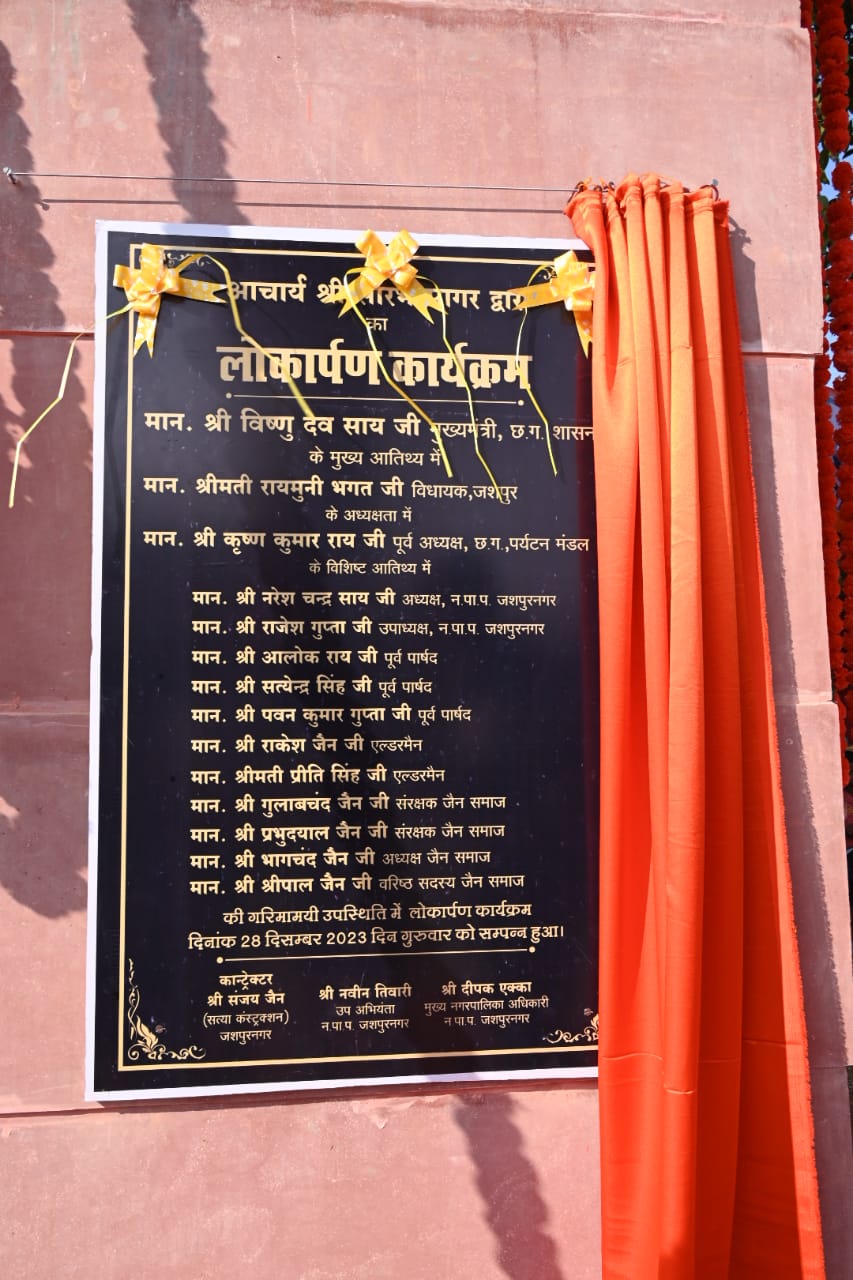 आचार्य श्री सौरभ सागर द्वार
का
लोकार्पण कार्यक्रम
मान. श्री विष्णु देव साय जी मुख्यमंत्री, छ.ग. शासन
के मुख्य आतिथ्य में
मान. श्रीमती रायमुनी भगत जी विधायक,जशपुर
के अध्यक्षता में
मान. श्री कृष्ण कुमार राय जी पूर्व अध्यक्ष, छ.ग.,पर्यटन मंडल
के विशिष्ट आतिथ्य में
मान. श्री नरेश चन्द्र साय जी अध्यक्ष, न.पा.प. जशपुरनगर
मान. श्री राजेश गुप्ता जी उपाध्यक्ष, न.पा.प. जशपुरनगर
मान. श्री आलोक राय जी पूर्व पार्षद
मान. श्री सत्येन्द्र सिंह जी पूर्व पार्षद
मान. श्री पवन कुमार गुप्ता जी पूर्व पार्षद
मान. श्री राकेश जैन जी एल्डरमैन
मान. श्रीमती प्रीति सिंह जी एल्डरमैन
मान. श्री गुलाबचंद जैन जी संरक्षक जैन समाज
मान. श्री प्रभुदयाल जैन जी संरक्षक जैन समाज
मान. श्री भागचंद जैन जी अध्यक्ष जैन समाज
मान. श्री श्रीपाल जैन जी वरिष्ठ सदस्य जैन समाज
की गरिमामयी उपस्थिति में लोकार्पण कार्यक्रम
दिनांक 28 दिसम्बर 2023 दिन गुरुवार को सम्पन्न हुआ।
कान्ट्रेक्टर
श्री संजय जैन
(सत्या कंस्ट्रक्शन)
जशपुरनगर
श्री नवीन तिवारी
उप अभियंता
न.पा.प. जशपुरनगर
श्री दीपक एक्का
मुख्य नगरपालिका अधिकारी
न.पा.प. जशपुरनगर